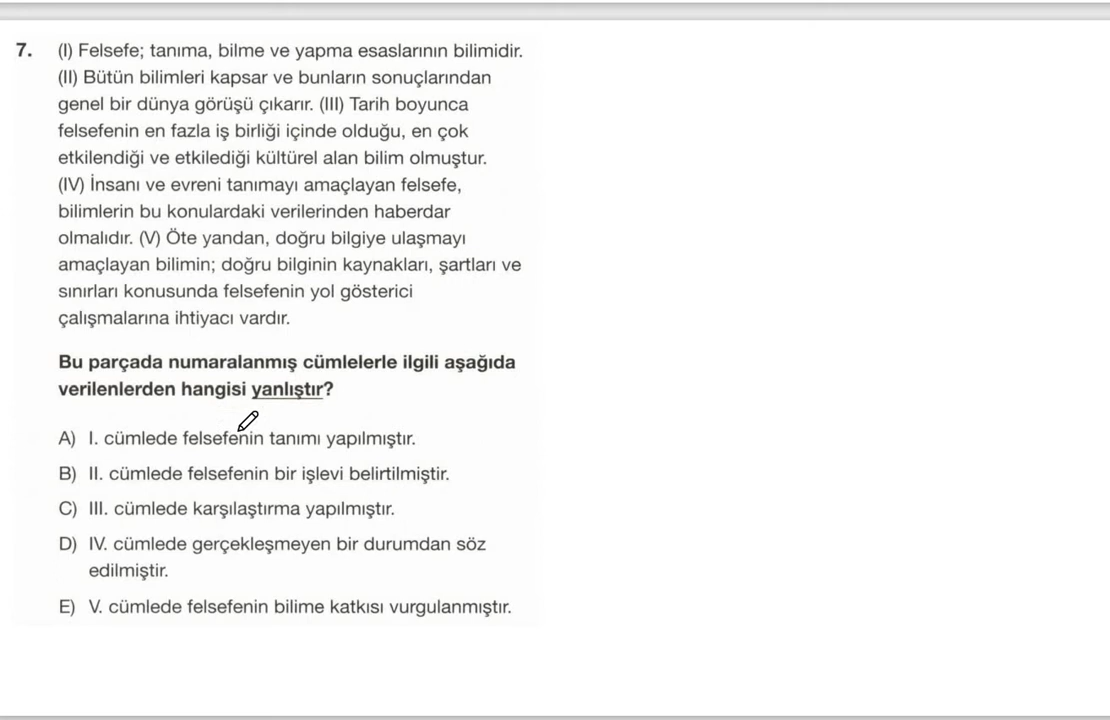 7. (I) Felsefe; tanıma, bilme ve yapma esaslarının bilimidir.
(II) Bütün bilimleri kapsar ve bunların sonuçlarından
genel bir dünya görüşü çıkarır. (III) Tarih boyunca
felsefenin en fazla iş birliği içinde olduğu, en çok
etkilendiği ve etkilediği kültürel alan bilim olmuştur.
(IV) İnsanı ve evreni tanımayı amaçlayan felsefe,
bilimlerin bu konulardaki verilerinden haberdar
olmalıdır. (V) Öte yandan, doğru bilgiye ulaşmayı
amaçlayan bilimin; doğru bilginin kaynakları, şartları ve
sınırları konusunda felsefenin yol gösterici
çalışmalarına ihtiyacı vardır.
Bu parçada numaralanmış cümlelerle ilgili aşağıda
verilenlerden hangisi yanlıştır?
A) I. cümlede felsefenin tanımı yapılmıştır.
B) II. cümlede felsefenin bir işlevi belirtilmiştir.
C) III. cümlede karşılaştırma yapılmıştır.
D) IV. cümlede gerçekleşmeyen bir durumdan söz
edilmiştir.
E) V. cümlede felsefenin bilime katkısı vurgulanmıştır.